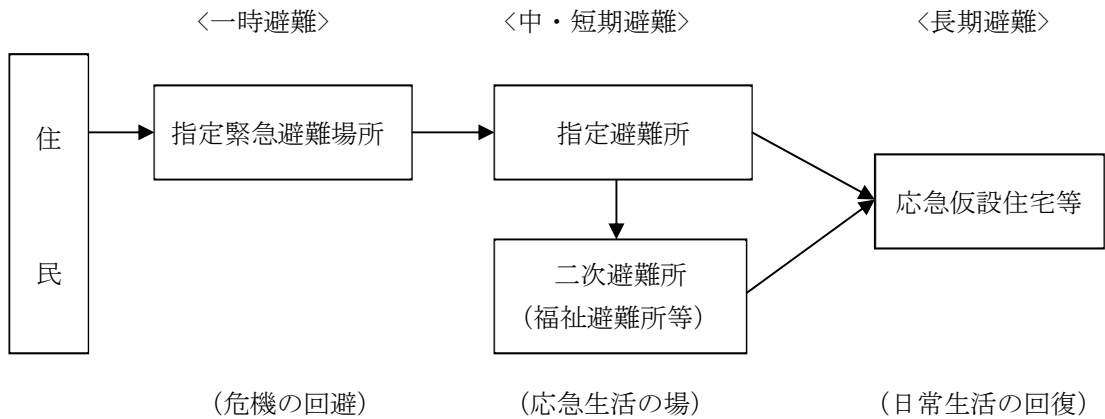 <一時避難>
<中・短期避難>
<長期避難>
住民
指定緊急避難場所
指定避難所
応急仮設住宅等
二次避難所
（福祉避難所等）
（危機の回避）
（応急生活の場）
（日常生活の回復）